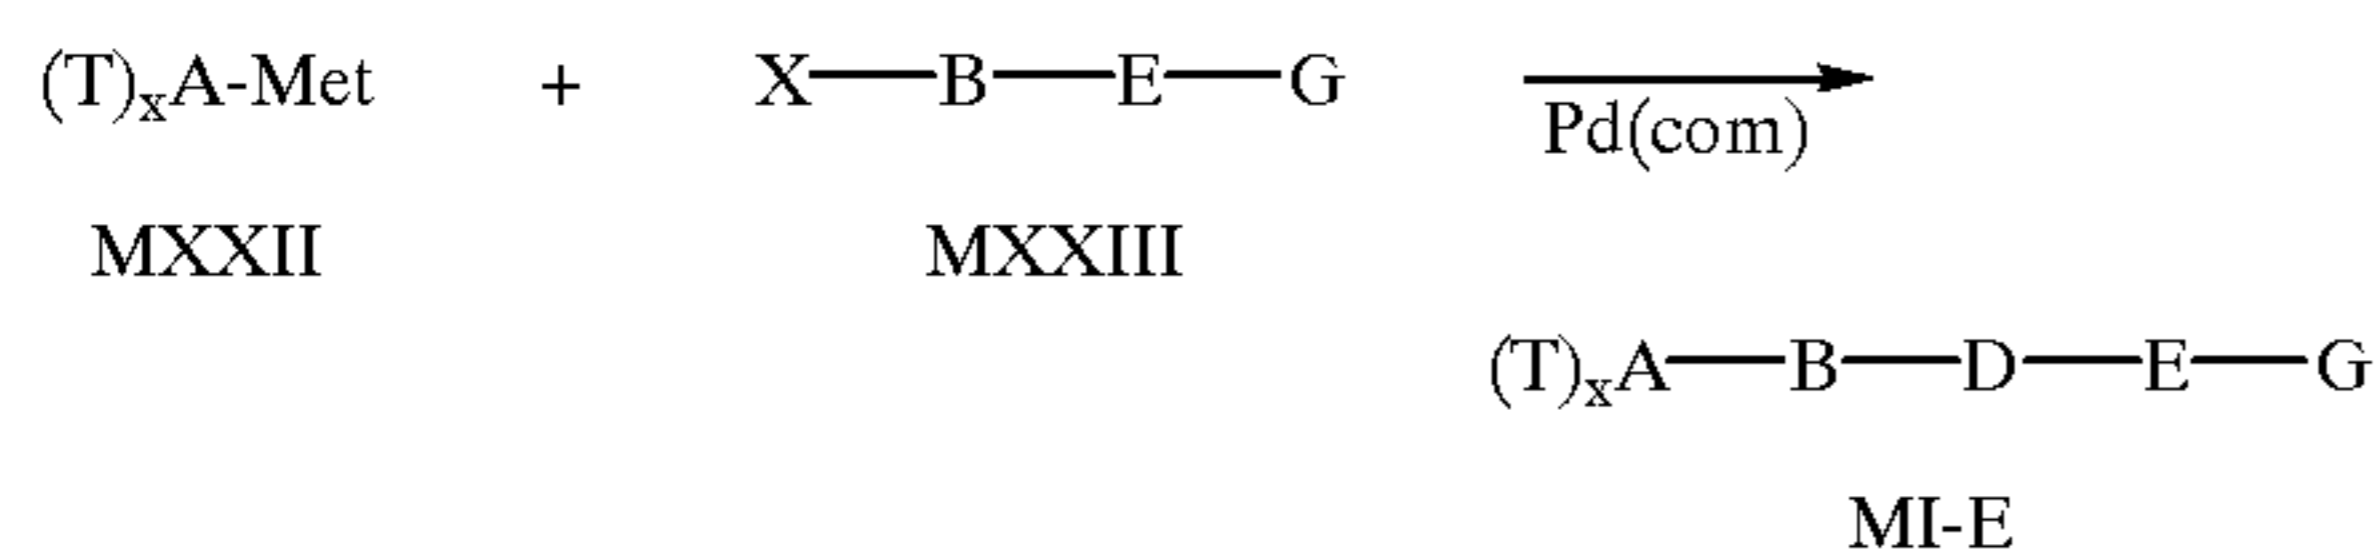 (T)ₓA-Met + X—B—E—G
Pd(com)
MXXII MXXIII
(T)ₓA—B—D—E—G
MI-E